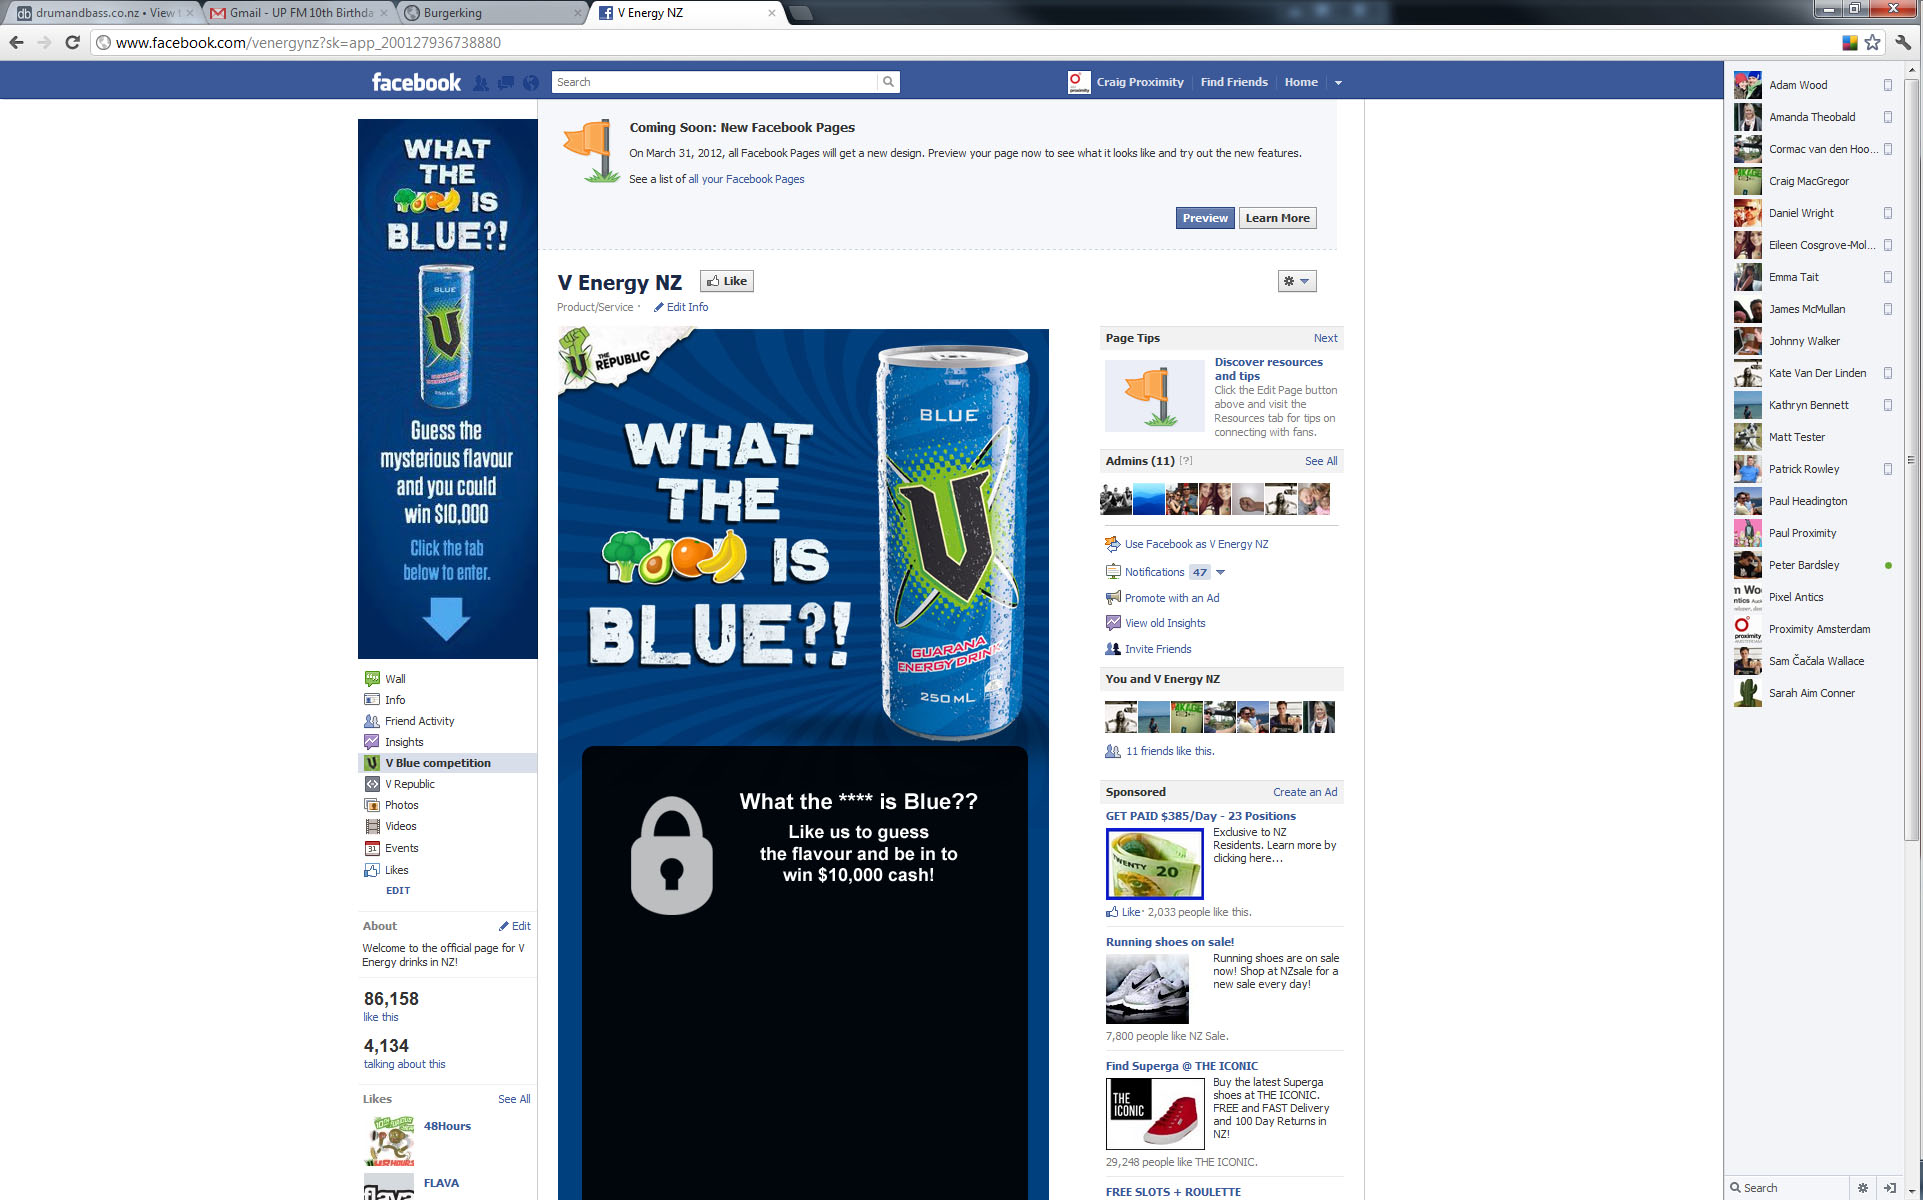 drumandbass.co.nz • View t
Gmail - UP FM 10th Birthda
Burgerking
V Energy NZ
www.facebook.com/venergynz?sk=app_200127936738880
facebook
Search
Craig Proximity
Find Friends
Home
WHAT
THE
IS
BLUE?!
BLUE
V
GUARANA
ENERGY DRINK
250 ML
Guess the
mysterious flavour
and you could
win $10,000
Click the tab
below to enter.
Wall
Info
Friend Activity
Insights
V Blue competition
V Republic
Photos
Videos
Events
Likes
EDIT
About
Edit
Welcome to the official page for V
Energy drinks in NZ!
86,158
like this
4,134
talking about this
Likes
See All
48Hours
FLAVA
Coming Soon: New Facebook Pages
On March 31, 2012, all Facebook Pages will get a new design. Preview your page now to see what it looks like and try out the new features.
See a list of all your Facebook Pages
Preview
Learn More
V Energy NZ
Like
Product/Service ·
Edit Info
V THE REPUBLIC
WHAT
THE
IS
BLUE?!
BLUE
V
GUARANA
ENERGY DRINK
250 ML
What the **** is Blue??
Like us to guess
the flavour and be in to
win $10,000 cash!
Page Tips
Next
Discover resources
and tips
Click the Edit Page button
above and visit the
Resources tab for tips on
connecting with fans.
Admins (11) [?]
See All
Use Facebook as V Energy NZ
Notifications 47
Promote with an Ad
View old Insights
Invite Friends
You and V Energy NZ
11 friends like this.
Sponsored
Create an Ad
GET PAID $385/Day - 23 Positions
TWENTY 20
Exclusive to NZ
Residents. Learn more by
clicking here...
Like · 2,033 people like this.
Running shoes on sale!
Running shoes are on sale
now! Shop at NZsale for a
new sale every day!
7,800 people like NZ Sale.
Find Superga @ THE ICONIC
THE
ICONIC
Buy the latest Superga
shoes at THE ICONIC.
FREE and FAST Delivery
and 100 Day Returns in
NZ!
29,248 people like THE ICONIC.
FREE SLOTS + ROULETTE
Adam Wood
Amanda Theobald
Cormac van den Hoo...
Craig MacGregor
Daniel Wright
Eileen Cosgrove-Mol...
Emma Tait
James McMullan
Johnny Walker
Kate Van Der Linden
Kathryn Bennett
Matt Tester
Patrick Rowley
Paul Headington
Paul Proximity
Peter Bardsley
Pixel Antics
Proximity Amsterdam
Sam Čačala Wallace
Sarah Aim Conner
Search